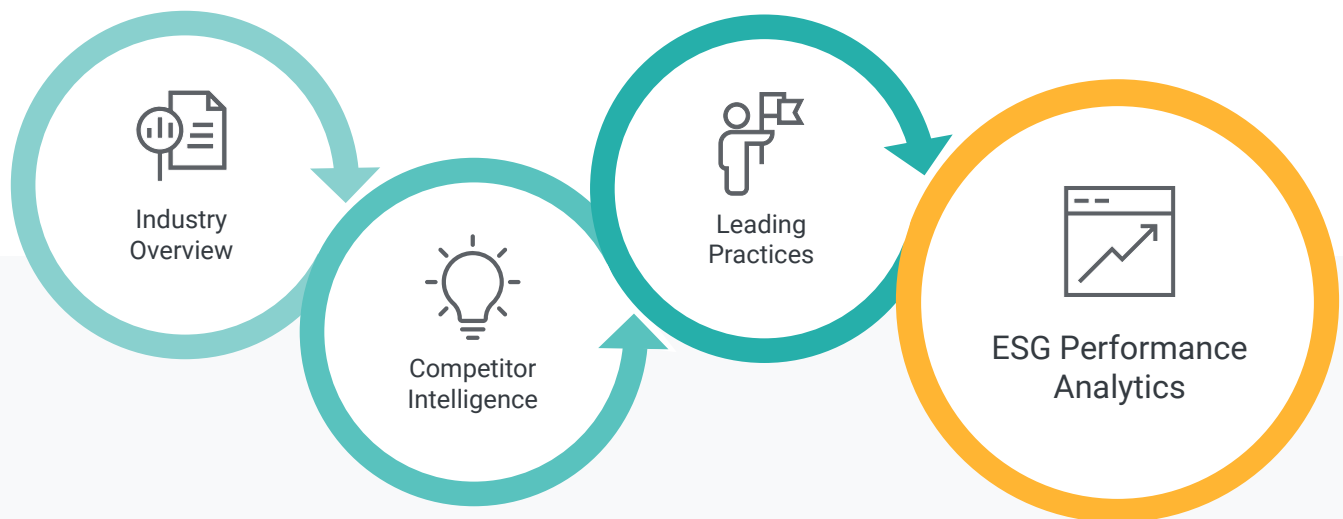 Industry
Overview
Competitor
Intelligence
Leading
Practices
ESG Performance
Analytics